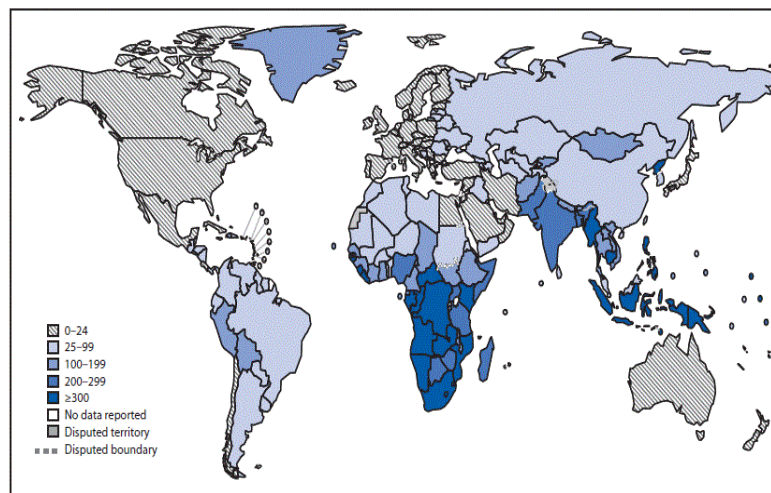 0–24
25–99
100–199
200–299
≥300
No data reported
Disputed territory
Disputed boundary